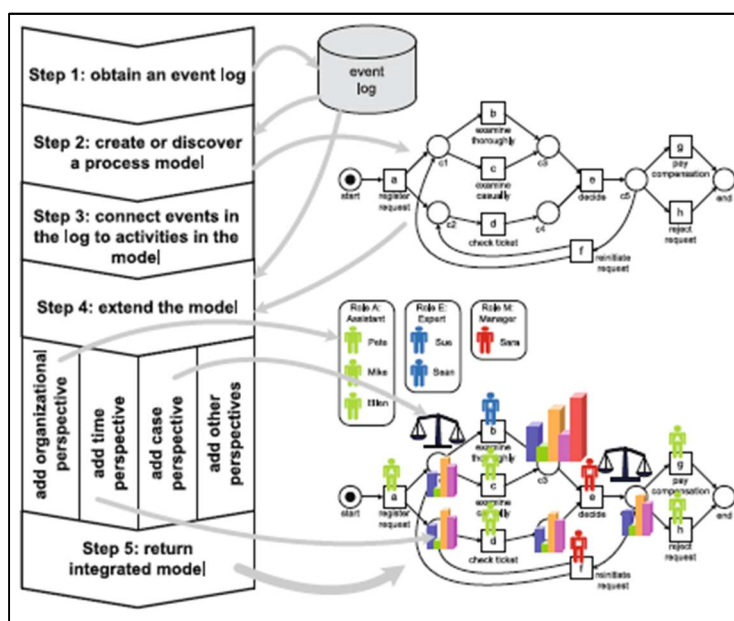 Step 1: obtain an event log
event
log
Step 2: create or discover
a process model
Step 3: connect events in
the log to activities in the
model
Step 4: extend the model
add organizational
perspective
add time
perspective
add case
perspective
add other
perspectives
Step 5: return
integrated model
start
a
register
request
c1
c2
b
examine
thoroughly
c
examine
casually
d
check ticket
c3
c4
e
decide
c5
f
reinitiate
request
g
pay
compensation
h
reject
request
end
Role A:
Assistant
Pete
Mike
Ellen
Role E:
Expert
Sue
Sean
Role M:
Manager
Sara
start
a
register
request
b
examine
thoroughly
c
examine
casually
d
check ticket
c3
e
decide
f
reinitiate
request
g
pay
compensation
h
reject
request
end